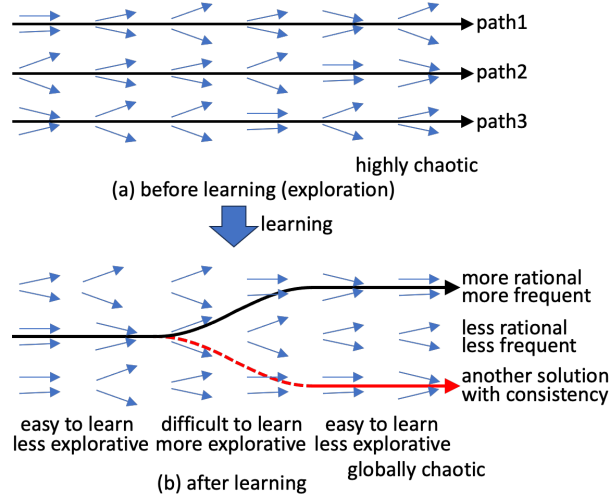 path1
path2
path3
highly chaotic
(a) before learning (exploration)
learning
more rational
more frequent
less rational
less frequent
another solution
with consistency
easy to learn
less explorative
difficult to learn
more explorative
easy to learn
less explorative
globally chaotic
(b) after learning